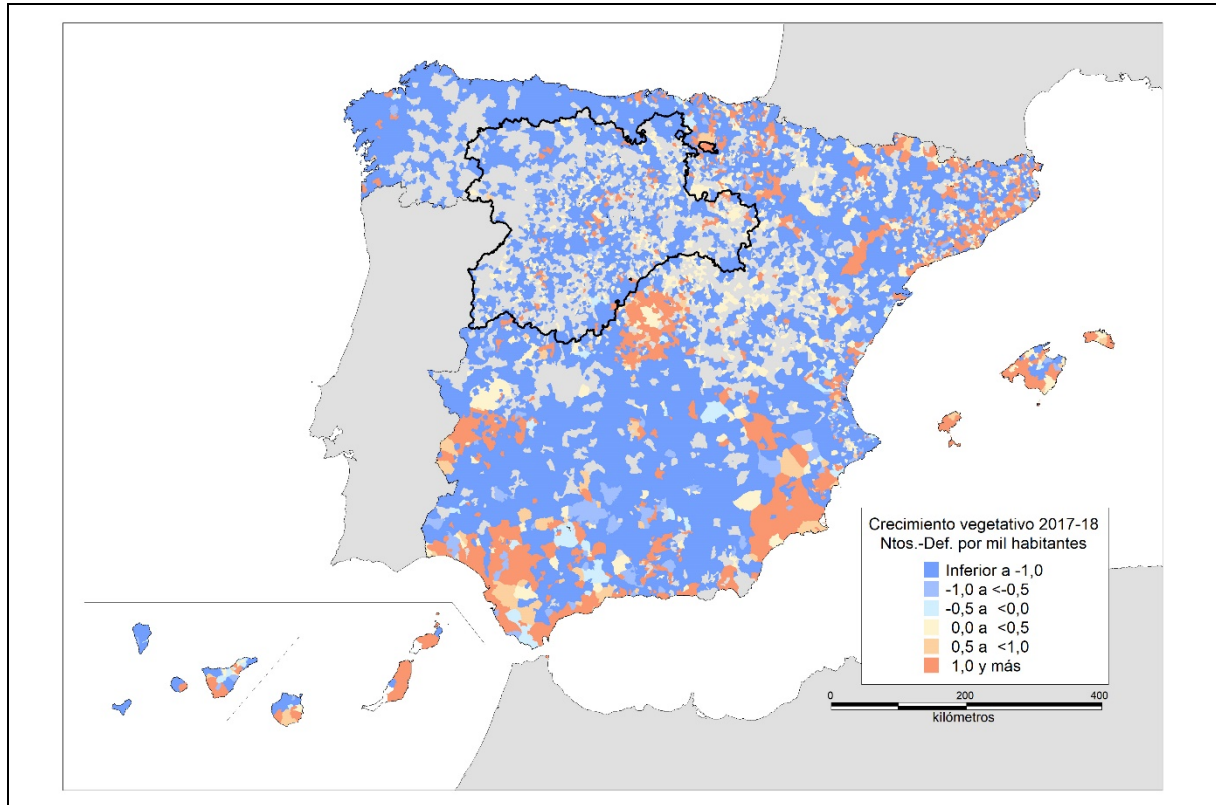 Crecimiento vegetativo 2017-18
Ntos.-Def. por mil habitantes
Inferior a -1,0
-1,0 a <-0,5
-0,5 a <0,0
0,0 a <0,5
0,5 a <1,0
1,0 y más
0 200 400
kilómetros